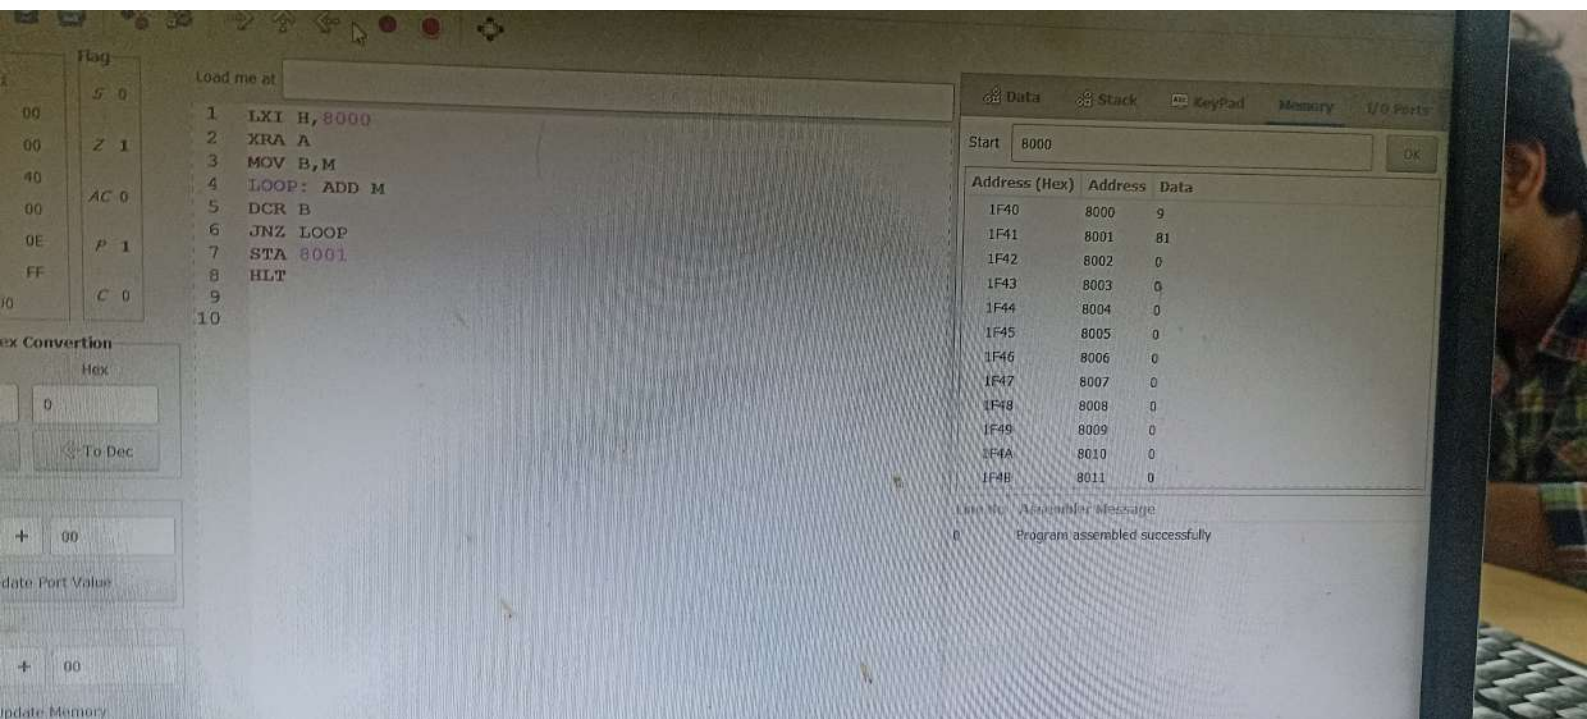 Flag
S 0
00
Z 1
00
40
AC 0
00
0E
P 1
FF
C 0
Convertion
Hex
0
To Dec
+ 00
Port Value
+ 00
Memory
Load me at
1 LXI H,8000
2 XRA A
3 MOV B,M
4 LOOP: ADD M
5 DCR B
6 JNZ LOOP
7 STA 8001
8 HLT
9
10
Data Stack KeyPad Memory I/O Ports
Start 8000 OK
Address (Hex) Address Data
1F40 8000 9
1F41 8001 81
1F42 8002 0
1F43 8003 0
1F44 8004 0
1F45 8005 0
1F46 8006 0
1F47 8007 0
1F48 8008 0
1F49 8009 0
1F4A 8010 0
1F4B 8011 0
Assembler Message
0 Program assembled successfully